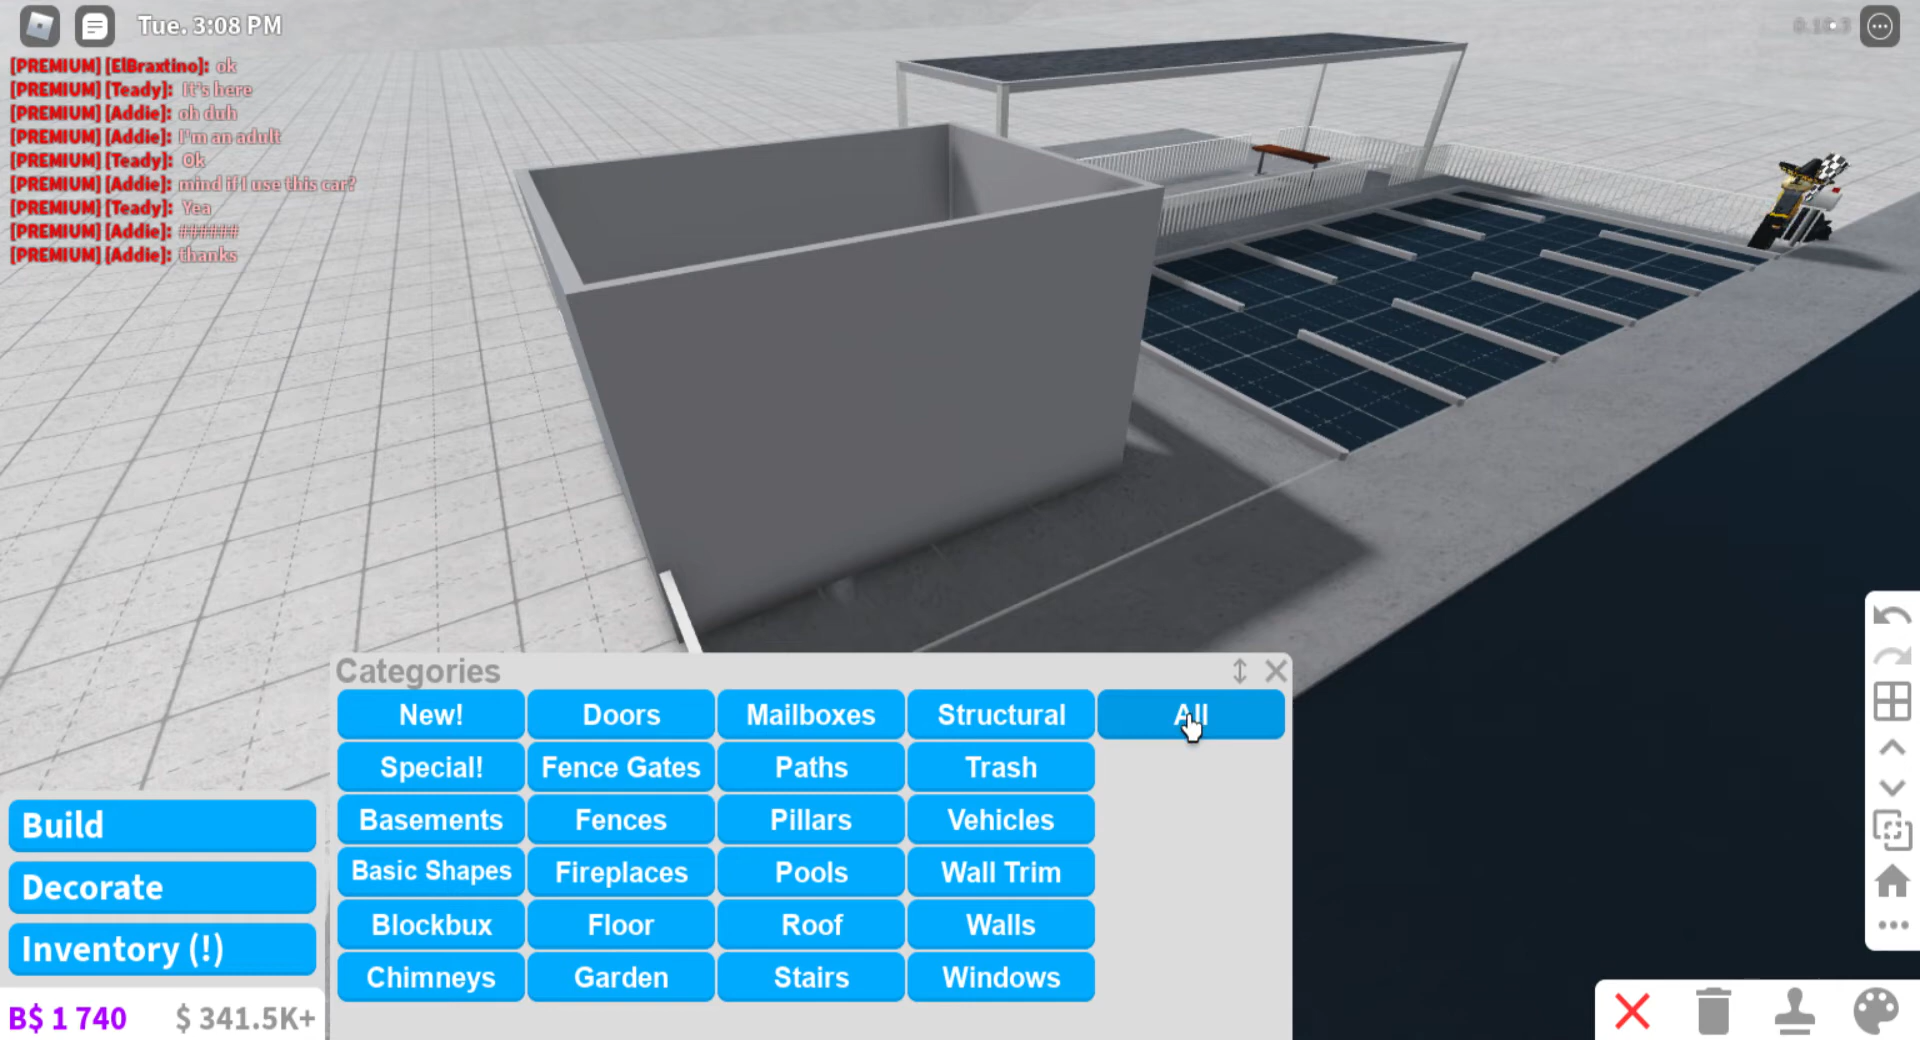 Tue. 3:08 PM
[PREMIUM] [ElBraxtino]: ok
[PREMIUM] [Teady]: It's here
[PREMIUM] [Addie]: oh duh
[PREMIUM] [Addie]: I'm an adult
[PREMIUM] [Teady]: Ok
[PREMIUM] [Addie]: mind if I use this car?
[PREMIUM] [Teady]: Yea
[PREMIUM] [Addie]: ######
[PREMIUM] [Addie]: thanks
Categories
New! Doors Mailboxes Structural All
Special! Fence Gates Paths Trash
Basements Fences Pillars Vehicles
Basic Shapes Fireplaces Pools Wall Trim
Blockbux Floor Roof Walls
Chimneys Garden Stairs Windows
Build
Decorate
Inventory (!)
B$ 1 740 $ 341.5K+